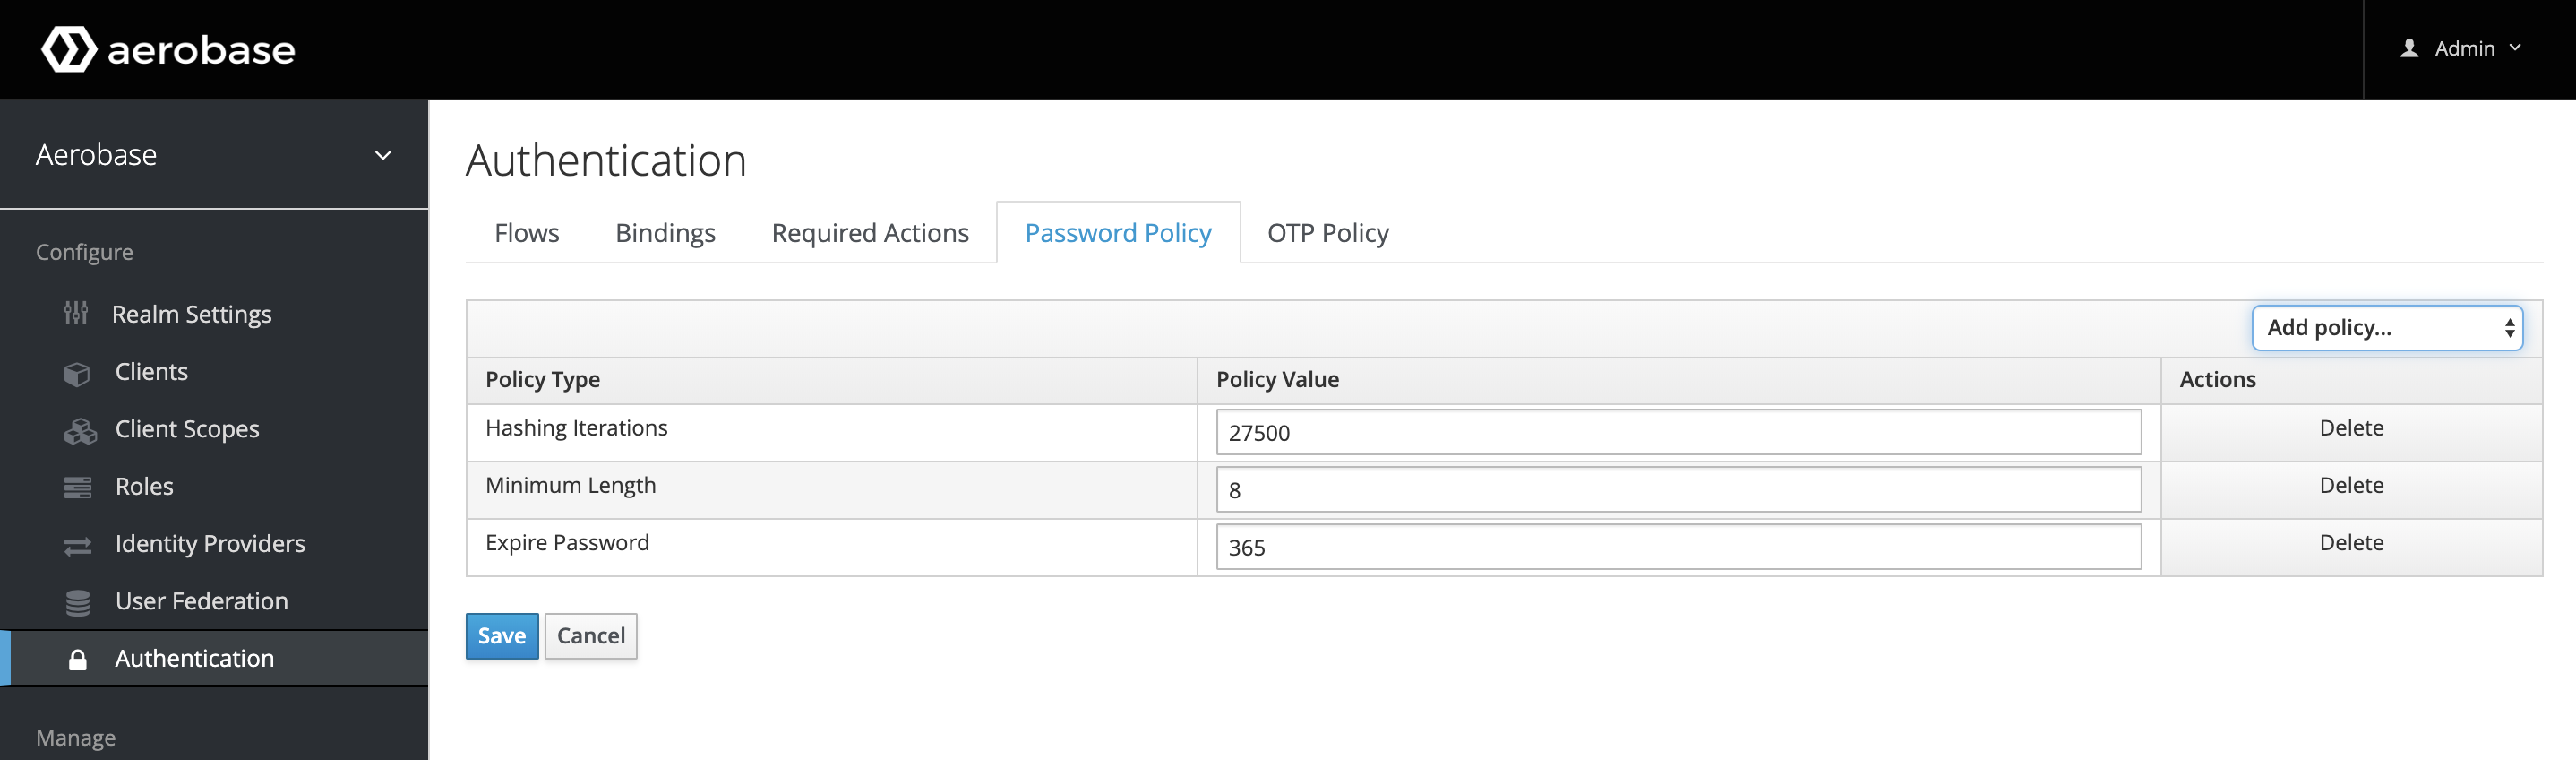 aerobase
Admin
Aerobase
Configure
Realm Settings
Clients
Client Scopes
Roles
Identity Providers
User Federation
Authentication
Manage
Authentication
Flows Bindings Required Actions Password Policy OTP Policy
Add policy...
Policy Type Policy Value Actions
Hashing Iterations 27500 Delete
Minimum Length 8 Delete
Expire Password 365 Delete
Save Cancel